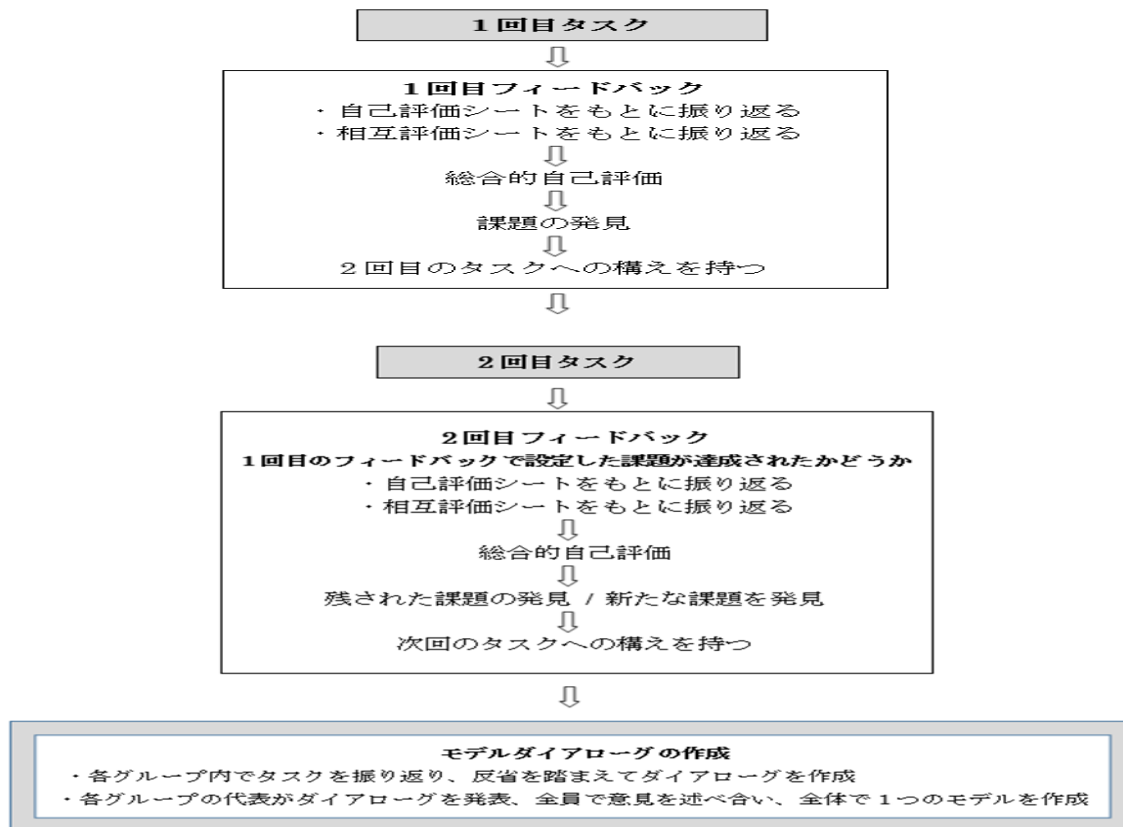 1回目タスク
1回目フィードバック
・自己評価シートをもとに振り返る
・相互評価シートをもとに振り返る
総合的自己評価
課題の発見
2回目のタスクへの構えを持つ
2回目タスク
2回目フィードバック
1回目のフィードバックで設定した課題が達成されたかどうか
・自己評価シートをもとに振り返る
・相互評価シートをもとに振り返る
総合的自己評価
残された課題の発見 / 新たな課題を発見
次回のタスクへの構えを持つ
モデルダイアローグの作成
・各グループ内でタスクを振り返り、反省を踏まえてダイアローグを作成
・各グループの代表がダイアローグを発表、全員で意見を述べ合い、全体で1つのモデルを作成